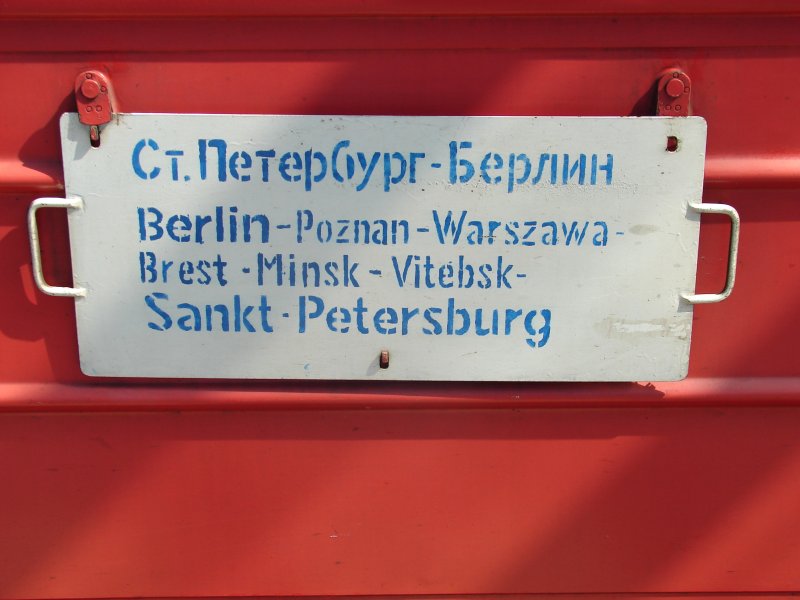 Ст.Петербург-Берлин
Berlin-Poznan-Warszawa-
Brest-Minsk-Vitebsk-
Sankt-Petersburg